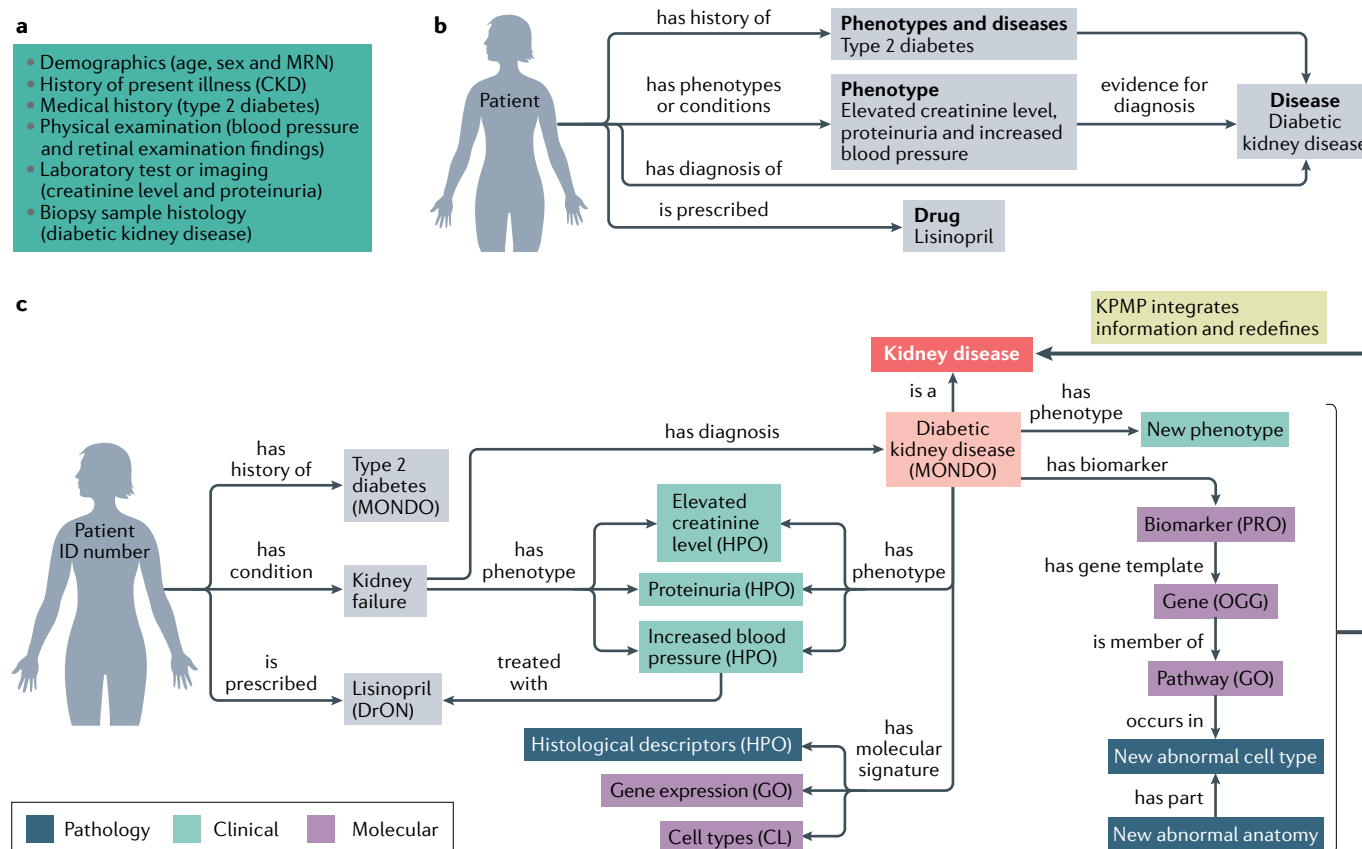 a
• Demographics (age, sex and MRN)
• History of present illness (CKD)
• Medical history (type 2 diabetes)
• Physical examination (blood pressure
and retinal examination findings)
• Laboratory test or imaging
(creatinine level and proteinuria)
• Biopsy sample histology
(diabetic kidney disease)
b
Patient
has history of
Phenotypes and diseases
Type 2 diabetes
has phenotypes
or conditions
Phenotype
Elevated creatinine level,
proteinuria and increased
blood pressure
evidence for
diagnosis
Disease
Diabetic
kidney disease
has diagnosis of
is prescribed
Drug
Lisinopril
c
KPMP integrates
information and redefines
Kidney disease
is a
Diabetic
kidney disease
(MONDO)
has
phenotype
New phenotype
has diagnosis
has biomarker
Patient
ID number
has
history of
Type 2
diabetes
(MONDO)
has
condition
Kidney
failure
has
phenotype
Elevated
creatinine
level (HPO)
Proteinuria (HPO)
Increased blood
pressure (HPO)
has
phenotype
is
prescribed
Lisinopril
(DrON)
treated
with
Biomarker (PRO)
has gene template
Gene (OGG)
is member of
Pathway (GO)
occurs in
New abnormal cell type
has part
New abnormal anatomy
has
molecular
signature
Histological descriptors (HPO)
Gene expression (GO)
Cell types (CL)
Pathology
Clinical
Molecular